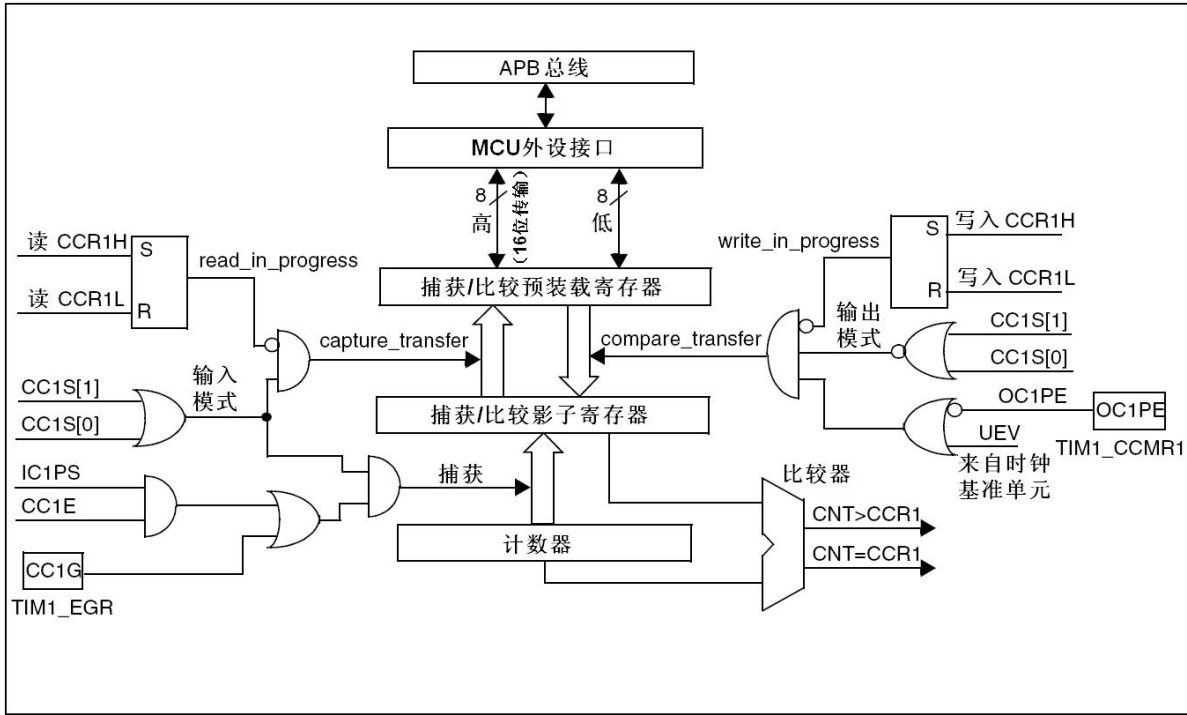 APB 总线
MCU外设接口
8
高
(16位传输)
8
低
读 CCR1H
S
读 CCR1L
R
read_in_progress
write_in_progress
S
写入 CCR1H
R
写入 CCR1L
捕获/比较预装载寄存器
输入
模式
capture_transfer
compare_transfer
输出
模式
CC1S[1]
CC1S[0]
CC1S[1]
CC1S[0]
捕获/比较影子寄存器
OC1PE
OC1PE
UEV
TIM1_CCMR1
来自时钟
基准单元
IC1PS
CC1E
捕获
比较器
CNT>CCR1
CNT=CCR1
计数器
CC1G
TIM1_EGR